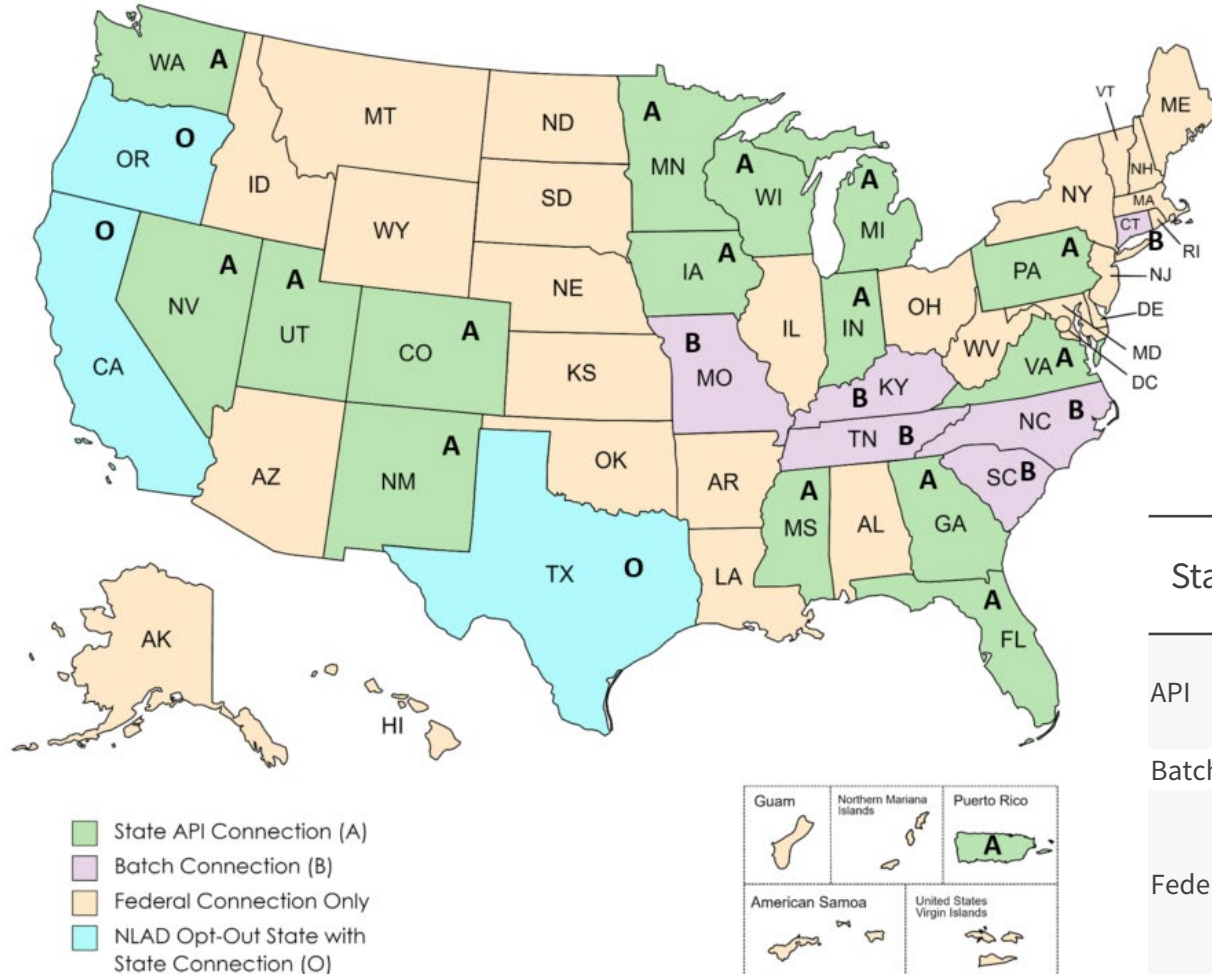 WA A
OR O
CA O
NV A
ID
MT
WY
UT A
CO A
AZ
NM A
ND
SD
NE
KS
OK
TX O
MN A
IA A
MO B
AR
LA
WI A
IL
MI A
IN A
OH
KY B
TN B
MS A
AL
GA A
FL A
SC B
NC B
VA A
WV
PA A
NY
VT
NH
ME
MA
CT B
RI
NJ
DE
MD
DC
AK
HI
State API Connection (A)
Batch Connection (B)
Federal Connection Only
NLAD Opt-Out State with
State Connection (O)
Guam
Northern Mariana
Islands
Puerto Rico
A
American Samoa
United States
Virgin Islands
Sta
API
Batch
Fede